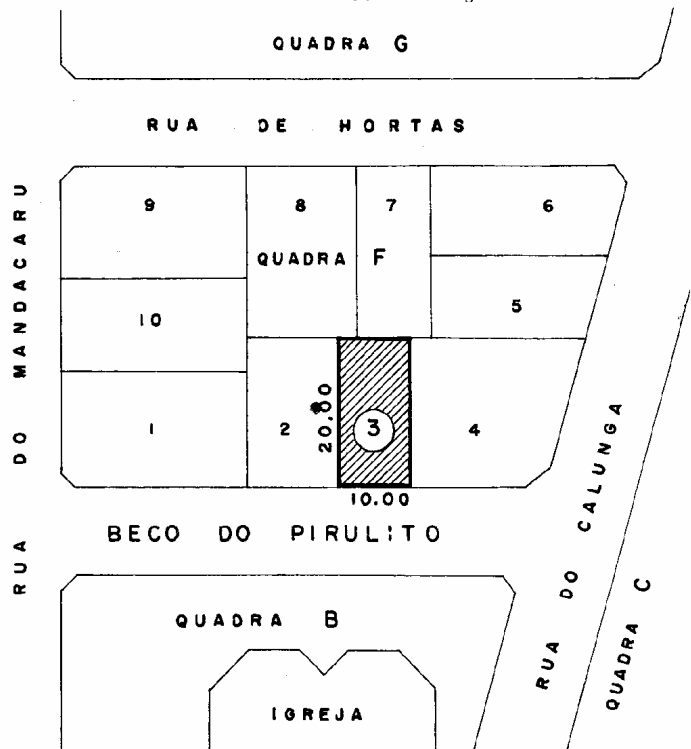 QUADRA G
RUA DE HORTAS
9
8
7
6
QUADRA F
10
5
1
2
20.00
3
4
10.00
RUA DO MANDACARU
BECO DO PIRULITO
RUA DO CALUNGA
QUADRA B
QUADRA C
IGREJA